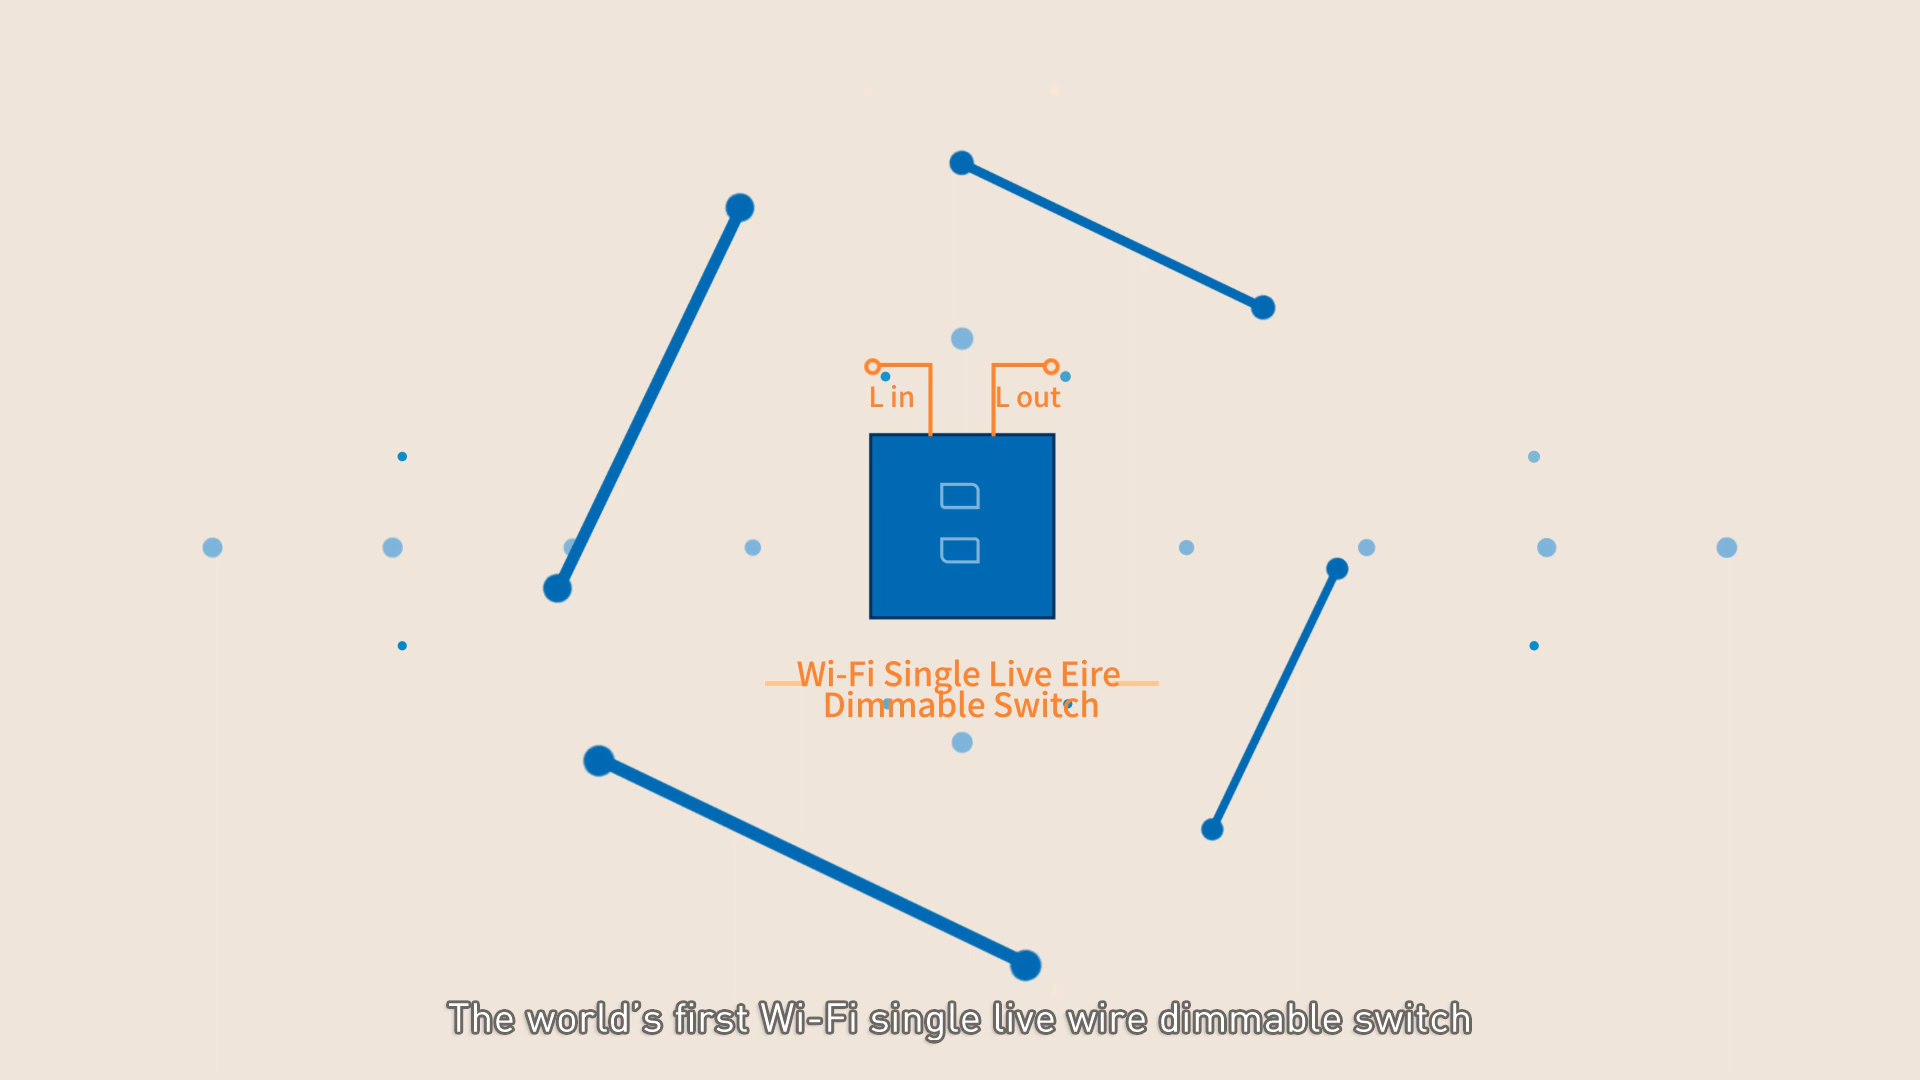 L in
L out
Wi-Fi Single Live Eire
Dimmable Switch
The world's first Wi-Fi single live wire dimmable switch